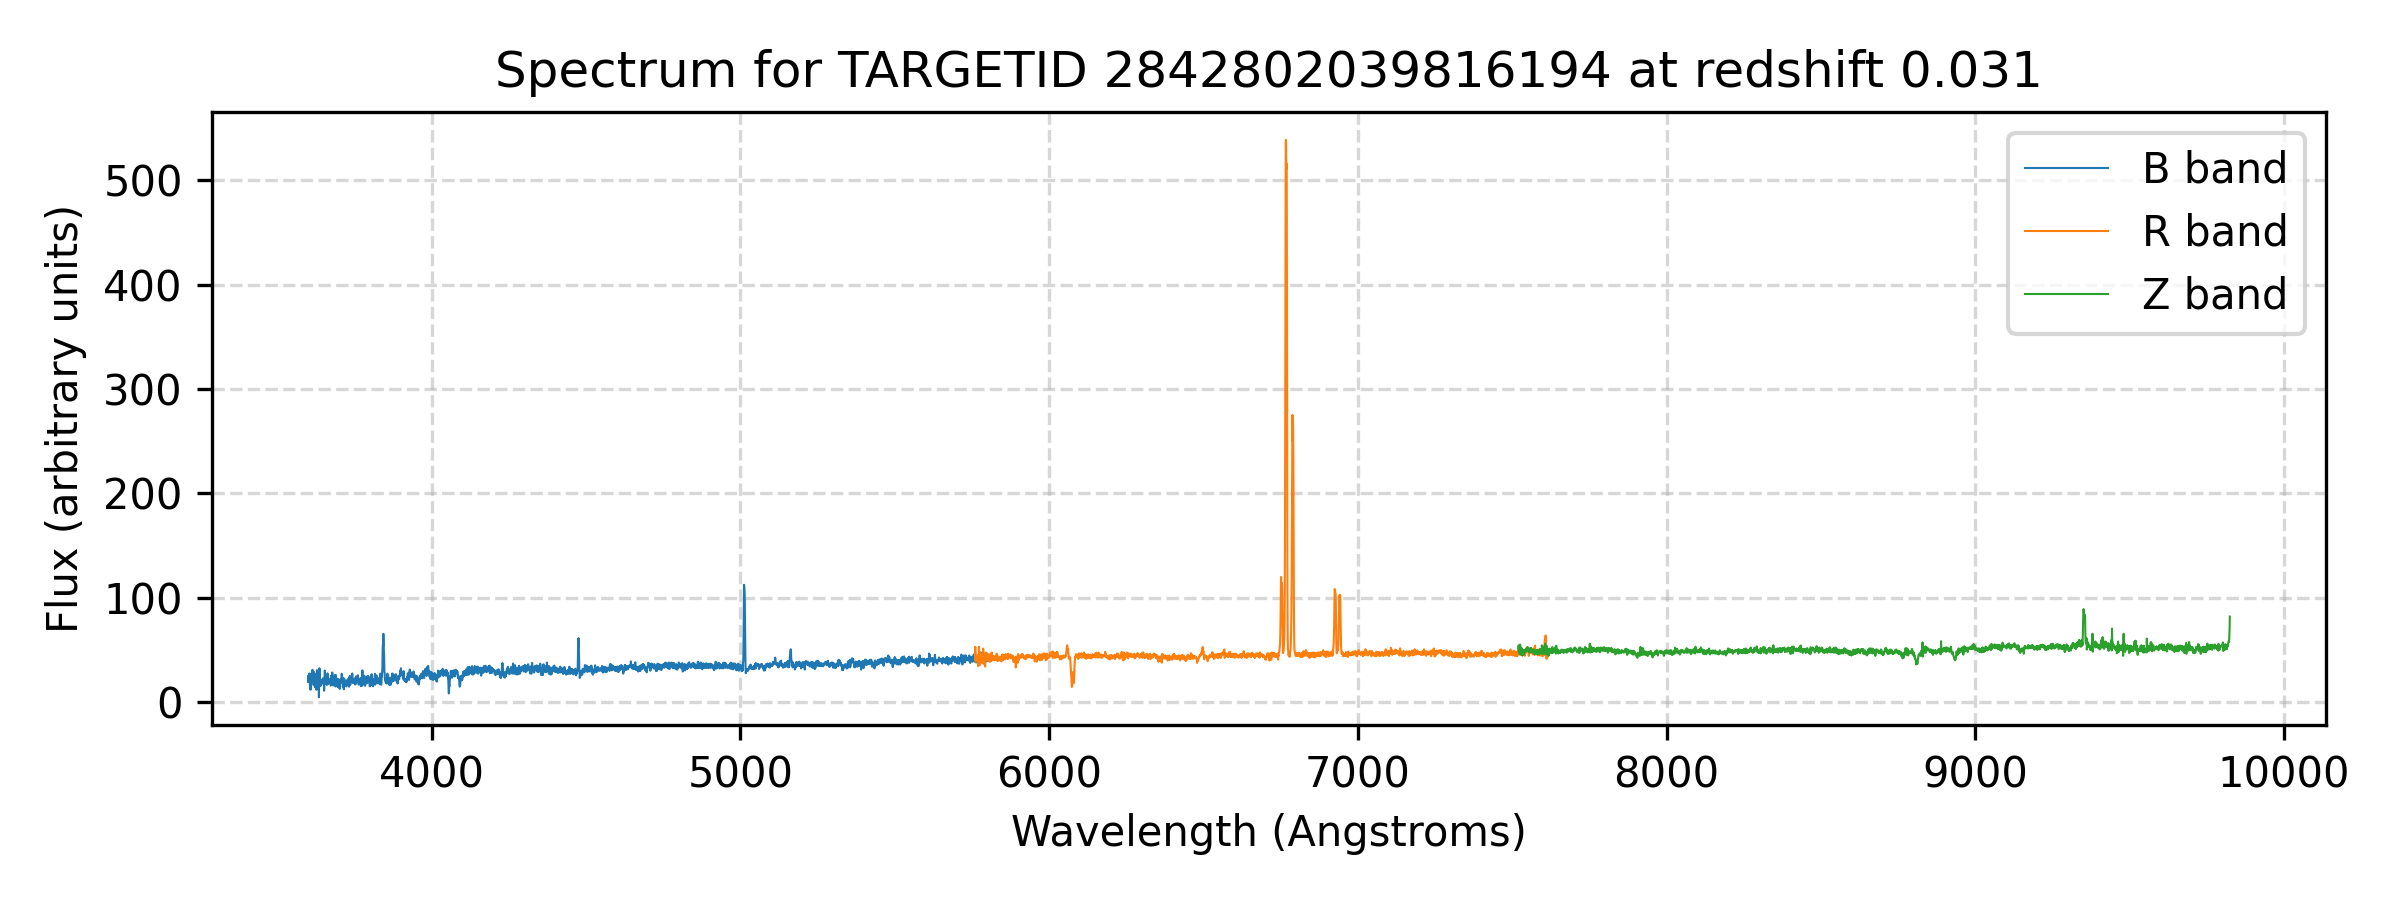 Spectrum for TARGETID 2842802039816194 at redshift 0.031
B band
R band
Z band
Flux (arbitrary units)
500
400
300
200
100
0
4000 5000 6000 7000 8000 9000 10000
Wavelength (Angstroms)